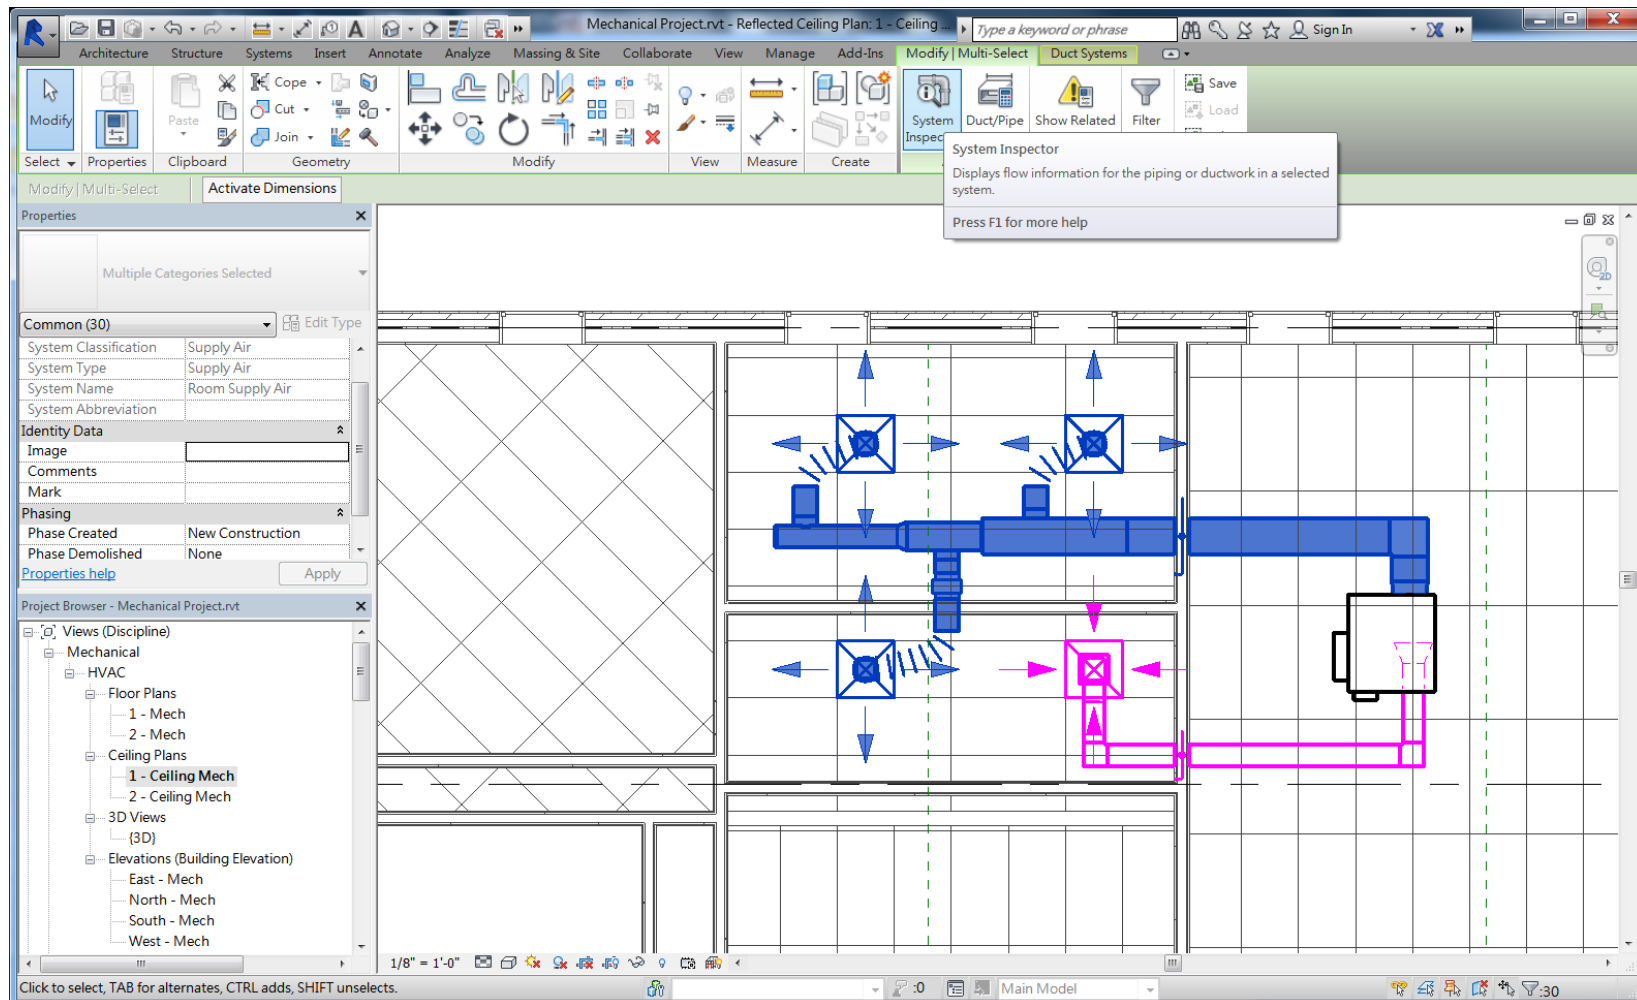 Mechanical Project.rvt - Reflected Ceiling Plan: 1 - Ceiling ...
Type a keyword or phrase
Sign In
Architecture Structure Systems Insert Annotate Analyze Massing & Site Collaborate View Manage Add-Ins Modify | Multi-Select Duct Systems
Modify
Paste
Cope
Cut
Join
System
Inspec
Duct/Pipe
Show Related
Filter
Save
Load
Select Properties Clipboard Geometry Modify View Measure Create
System Inspector
Displays flow information for the piping or ductwork in a selected
system.
Press F1 for more help
Modify | Multi-Select
Activate Dimensions
Properties
Multiple Categories Selected
Common (30)
Edit Type
System Classification Supply Air
System Type Supply Air
System Name Room Supply Air
System Abbreviation
Identity Data
Image
Comments
Mark
Phasing
Phase Created New Construction
Phase Demolished None
Properties help
Apply
Project Browser - Mechanical Project.rvt
Views (Discipline)
Mechanical
HVAC
Floor Plans
1 - Mech
2 - Mech
Ceiling Plans
1 - Ceiling Mech
2 - Ceiling Mech
3D Views
{3D}
Elevations (Building Elevation)
East - Mech
North - Mech
South - Mech
West - Mech
2D
1/8" = 1'-0"
Click to select, TAB for alternates, CTRL adds, SHIFT unselects.
:0
Main Model
:30